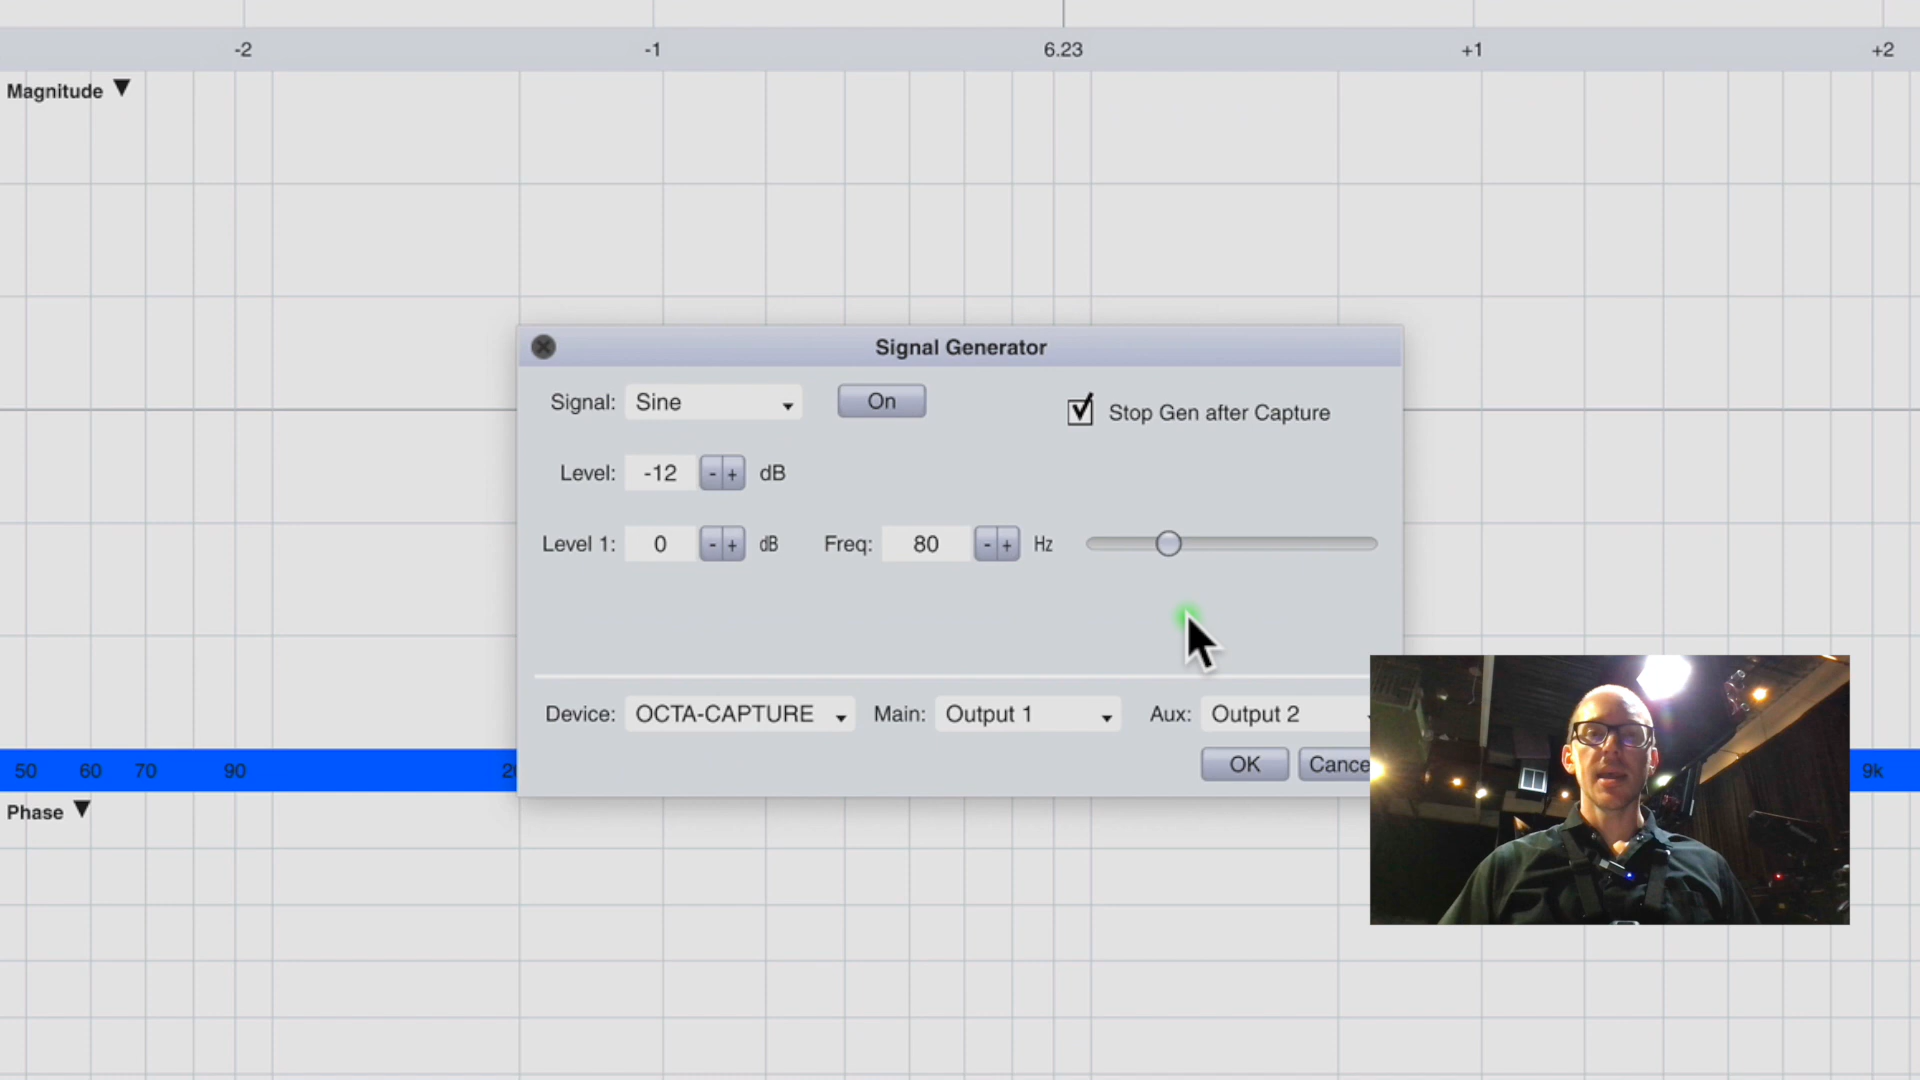 -2 -1 6.23 +1 +2
Magnitude ▼
Signal Generator
Signal: Sine On Stop Gen after Capture
Level: -12 - + dB
Level 1: 0 - + dB Freq: 80 - + Hz
Device: OCTA-CAPTURE Main: Output 1 Aux: Output 2
OK Cance
50 60 70 90 2 9k
Phase ▼